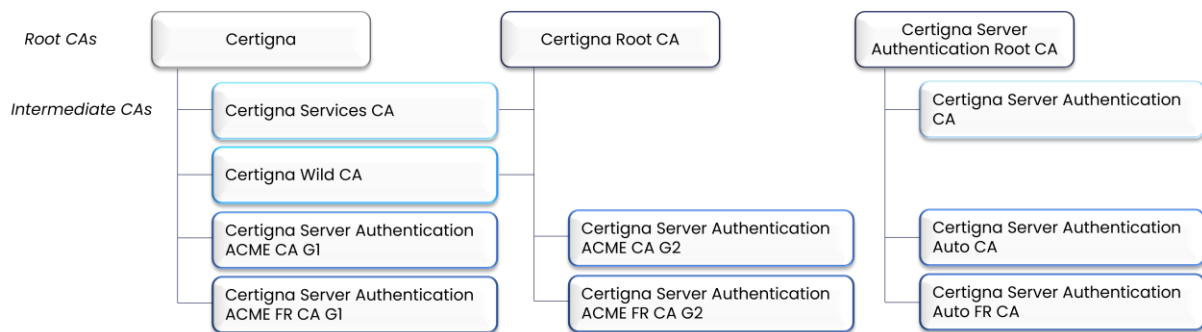 Root CAs
Certigna
Certigna Root CA
Certigna Server
Authentication Root CA
Intermediate CAs
Certigna Services CA
Certigna Server Authentication
CA
Certigna Wild CA
Certigna Server Authentication
ACME CA G1
Certigna Server Authentication
ACME CA G2
Certigna Server Authentication
Auto CA
Certigna Server Authentication
ACME FR CA G1
Certigna Server Authentication
ACME FR CA G2
Certigna Server Authentication
Auto FR CA